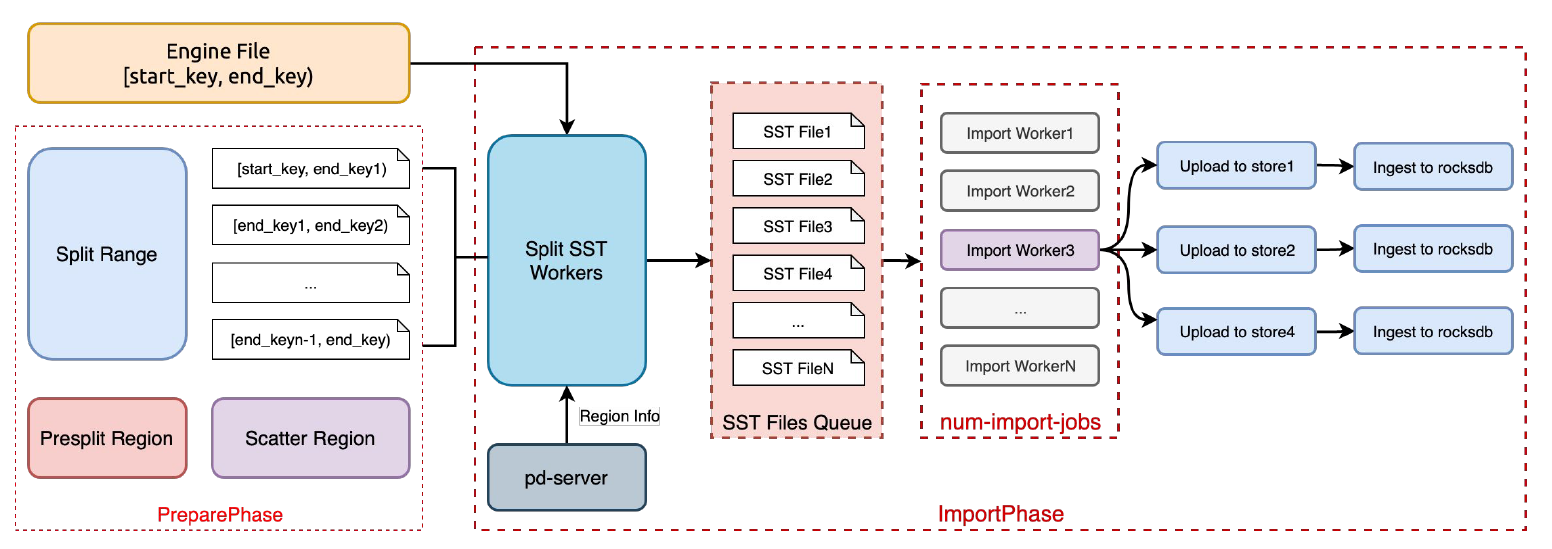 Engine File
[start_key, end_key)
Split Range
[start_key, end_key1)
[end_key1, end_key2)
...
[end_keyn-1, end_key)
Presplit Region
Scatter Region
PreparePhase
Split SST
Workers
Region Info
pd-server
SST File1
SST File2
SST File3
SST File4
...
SST FileN
SST Files Queue
Import Worker1
Import Worker2
Import Worker3
...
Import WorkerN
num-import-jobs
Upload to store1
Ingest to rocksdb
Upload to store2
Ingest to rocksdb
Upload to store4
Ingest to rocksdb
ImportPhase